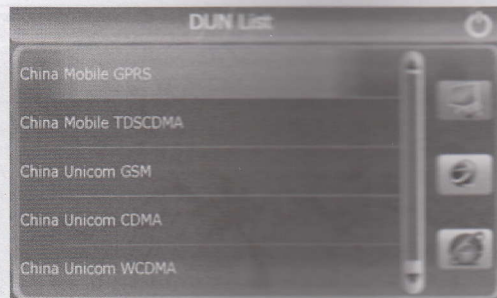 DUN List
China Mobile GPRS
China Mobile TDSCDMA
China Unicom GSM
China Unicom CDMA
China Unicom WCDMA